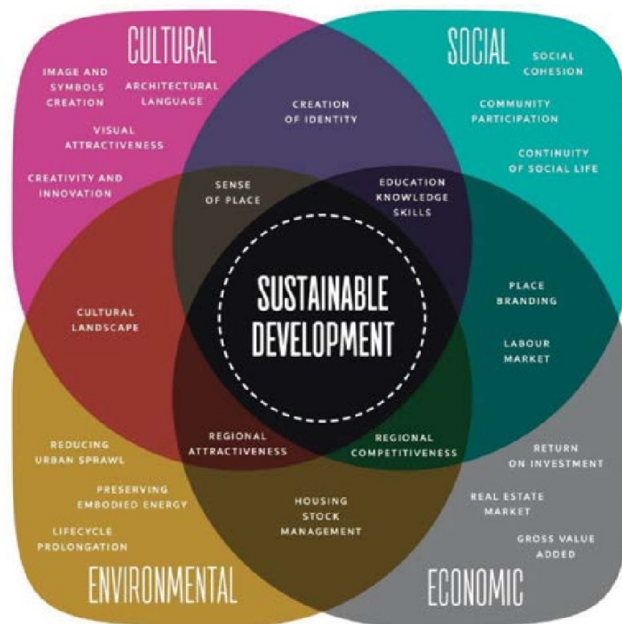 CULTURAL
SOCIAL
IMAGE AND
SYMBOLS
CREATION
ARCHITECTURAL
LANGUAGE
VISUAL
ATTRACTIVENESS
CREATIVITY AND
INNOVATION
CREATION
OF IDENTITY
SOCIAL
COHESION
COMMUNITY
PARTICIPATION
CONTINUITY
OF SOCIAL LIFE
SENSE
OF PLACE
EDUCATION
KNOWLEDGE
SKILLS
CULTURAL
LANDSCAPE
SUSTAINABLE
DEVELOPMENT
PLACE
BRANDING
LABOUR
MARKET
REDUCING
URBAN SPRAWL
PRESERVING
EMBODIED ENERGY
LIFECYCLE
PROLONGATION
REGIONAL
ATTRACTIVENESS
REGIONAL
COMPETITIVENESS
HOUSING
STOCK
MANAGEMENT
RETURN
ON INVESTMENT
REAL ESTATE
MARKET
GROSS VALUE
ADDED
ENVIRONMENTAL
ECONOMIC